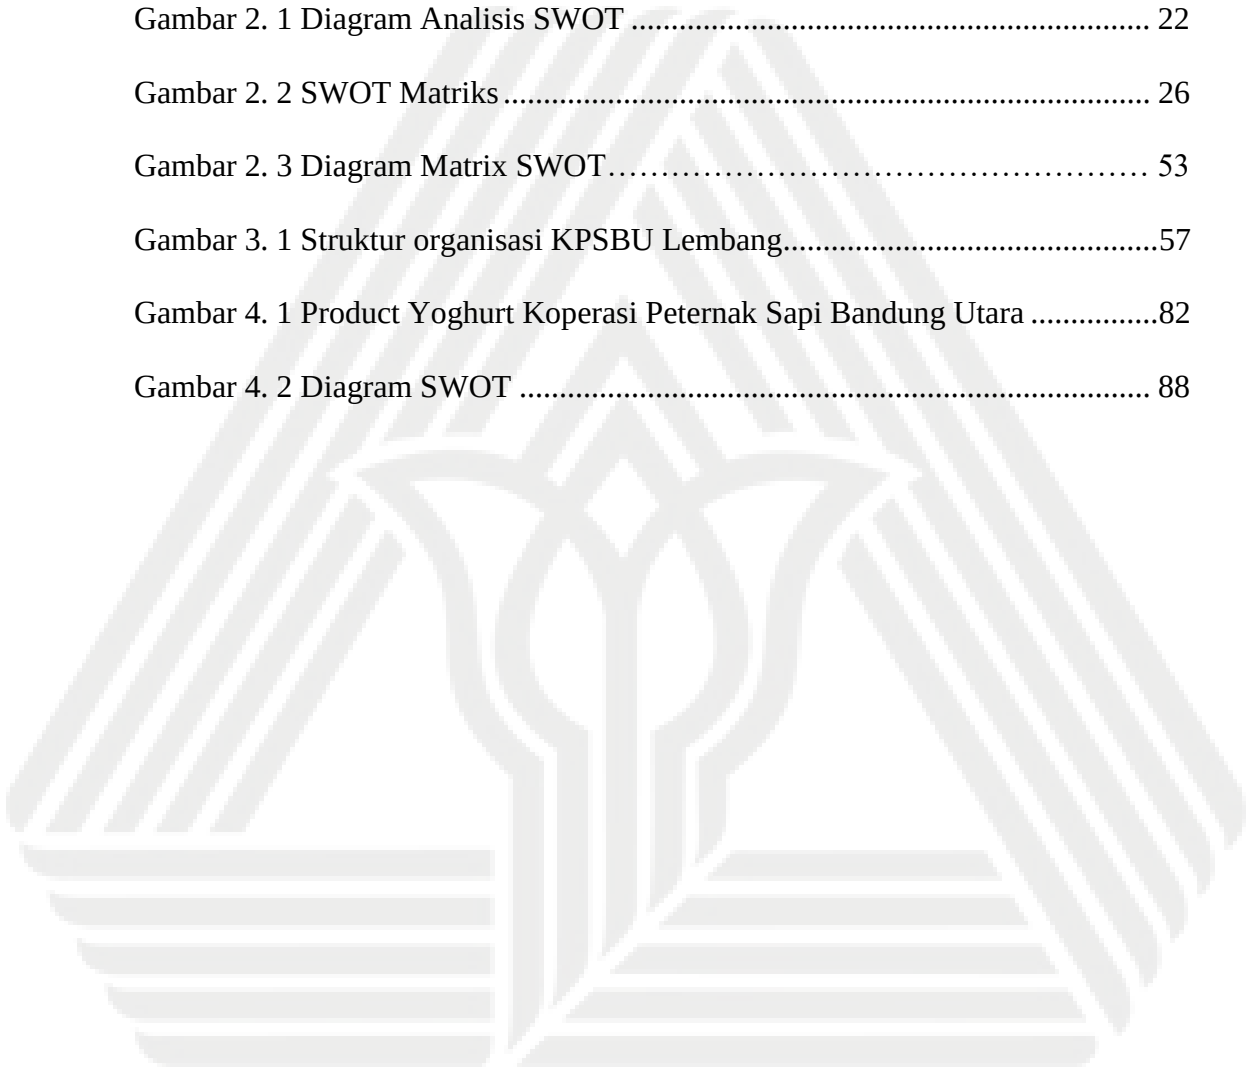 Gambar 2. 1 Diagram Analisis SWOT ................................................................ 22
Gambar 2. 2 SWOT Matriks ................................................................................ 26
Gambar 2. 3 Diagram Matrix SWOT………………………………………… 53
Gambar 3. 1 Struktur organisasi KPSBU Lembang...............................................57
Gambar 4. 1 Product Yoghurt Koperasi Peternak Sapi Bandung Utara ................82
Gambar 4. 2 Diagram SWOT .............................................................................. 88